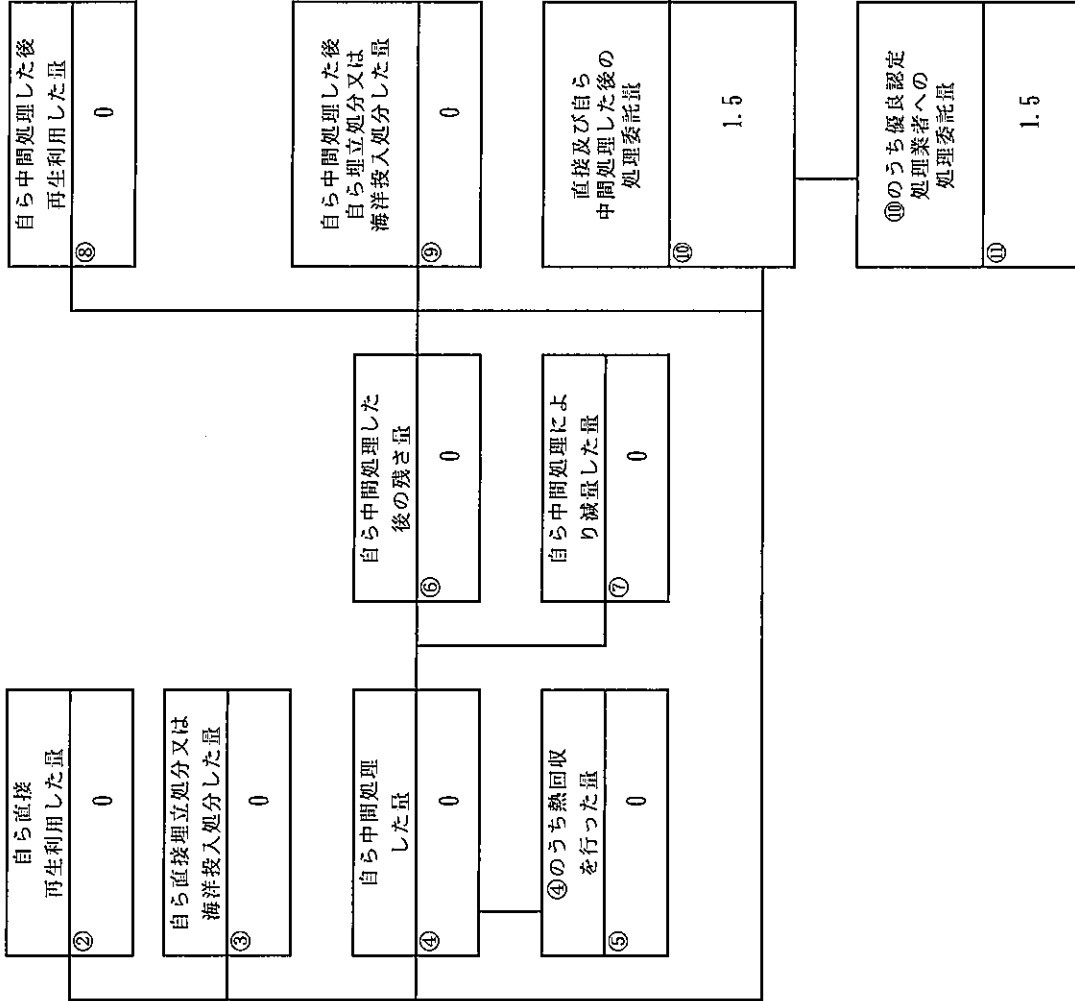 自ら直接
再生利用した量
②
0
自ら直接埋立処分又は
海洋投入処分した量
③
0
自ら中間処理
した量
④
0
④のうち熱回収
を行った量
⑤
0
自ら中間処理した
後の残さ量
⑥
0
自ら中間処理によ
り減量した量
⑦
0
自ら中間処理した後
再生利用した量
⑧
0
自ら中間処理した後
自ら埋立処分又は
海洋投入処分した量
⑨
0
直接及び自ら
中間処理した後の
処理委託量
⑩
1.5
⑩のうち優良認定
処理業者への
処理委託量
⑪
1.5